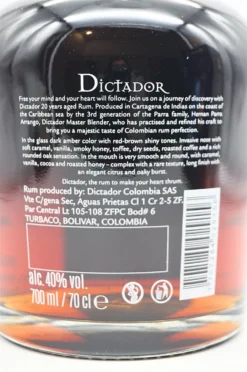 DICTADOR
Free your mind and your heart will follow. Join us on a journey of discovery with
Dictador 20 years aged Rum. Produced in Cartagena de Indias on the coast of
the Caribbean sea by the 3rd generation of the Parra family, Hernan Parra
Arrango, Dictador Master Blender, who has practised and refined his craft to
bring you a majestic taste of Colombian rum perfection.
In the glass dark amber color with red-brown shiny tones. Invasive nose with
soft caramel, vanilla, smoky honey, toffee, dry seeds, roasted coffee and a rich
rounded oak sensation. In the mouth is very smooth and round, with caramel,
vanilla, cocoa and roasted honey - complex with a rare texture, long finish with
an elegant citrus and oaky burst.
Dictador, the rum to make your heart thrum.
Rum produced by: Dictador Colombia SAS
Vte C/gena Sec, Aguas Prietas Cl 1 Cr 2-5 ZF,
Par Central Lt 105-108 ZFPC Bod# 6
TURBACO, BOLIVAR, COLOMBIA
alc. 40% vol.
700 ml / 70 cl e